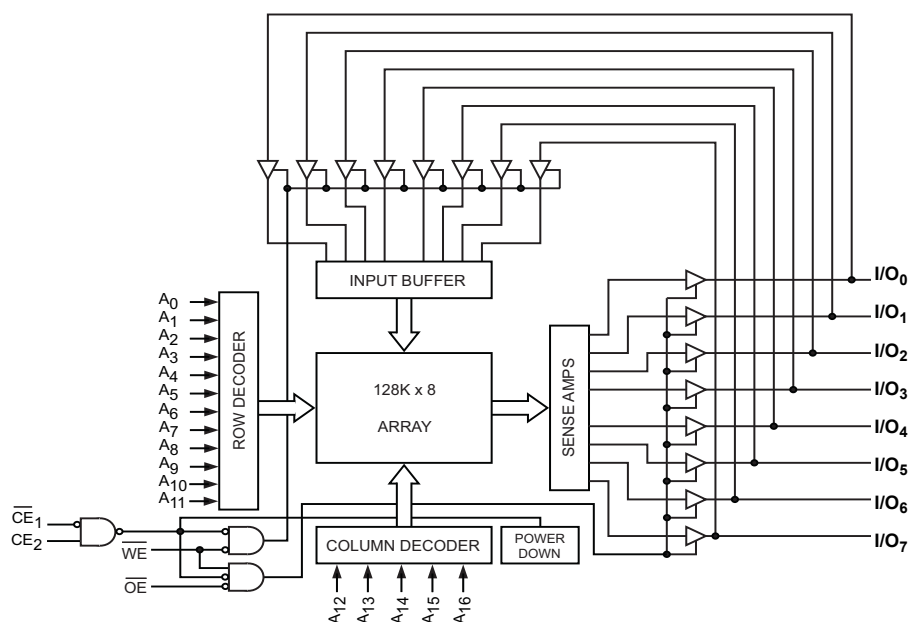 I/O0
I/O1
I/O2
I/O3
I/O4
I/O5
I/O6
I/O7
INPUT BUFFER
A0
A1
A2
A3
A4
A5
A6
A7
A8
A9
A10
A11
ROW DECODER
128K x 8
ARRAY
SENSE AMPS
CE1
CE2
WE
OE
COLUMN DECODER
POWER
DOWN
A12
A13
A14
A15
A16